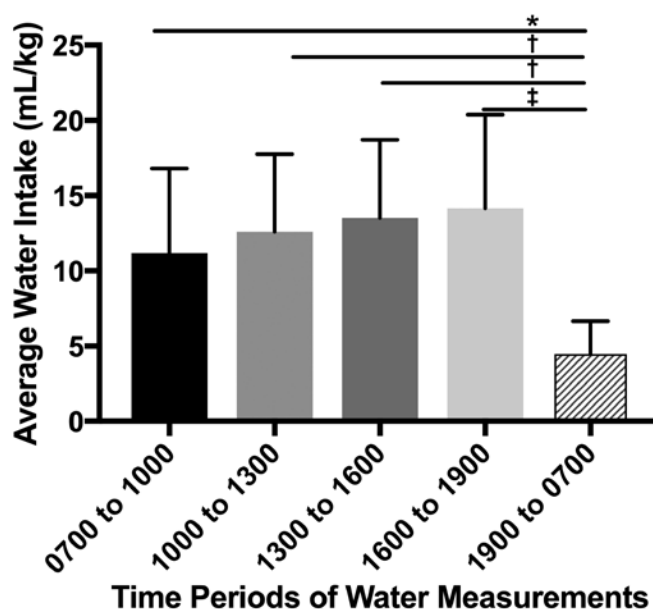 *
†
†
‡
Average Water Intake (mL/kg)
25
20
15
10
5
0
0700 to 1000
1000 to 1300
1300 to 1600
1600 to 1900
1900 to 0700
Time Periods of Water Measurements